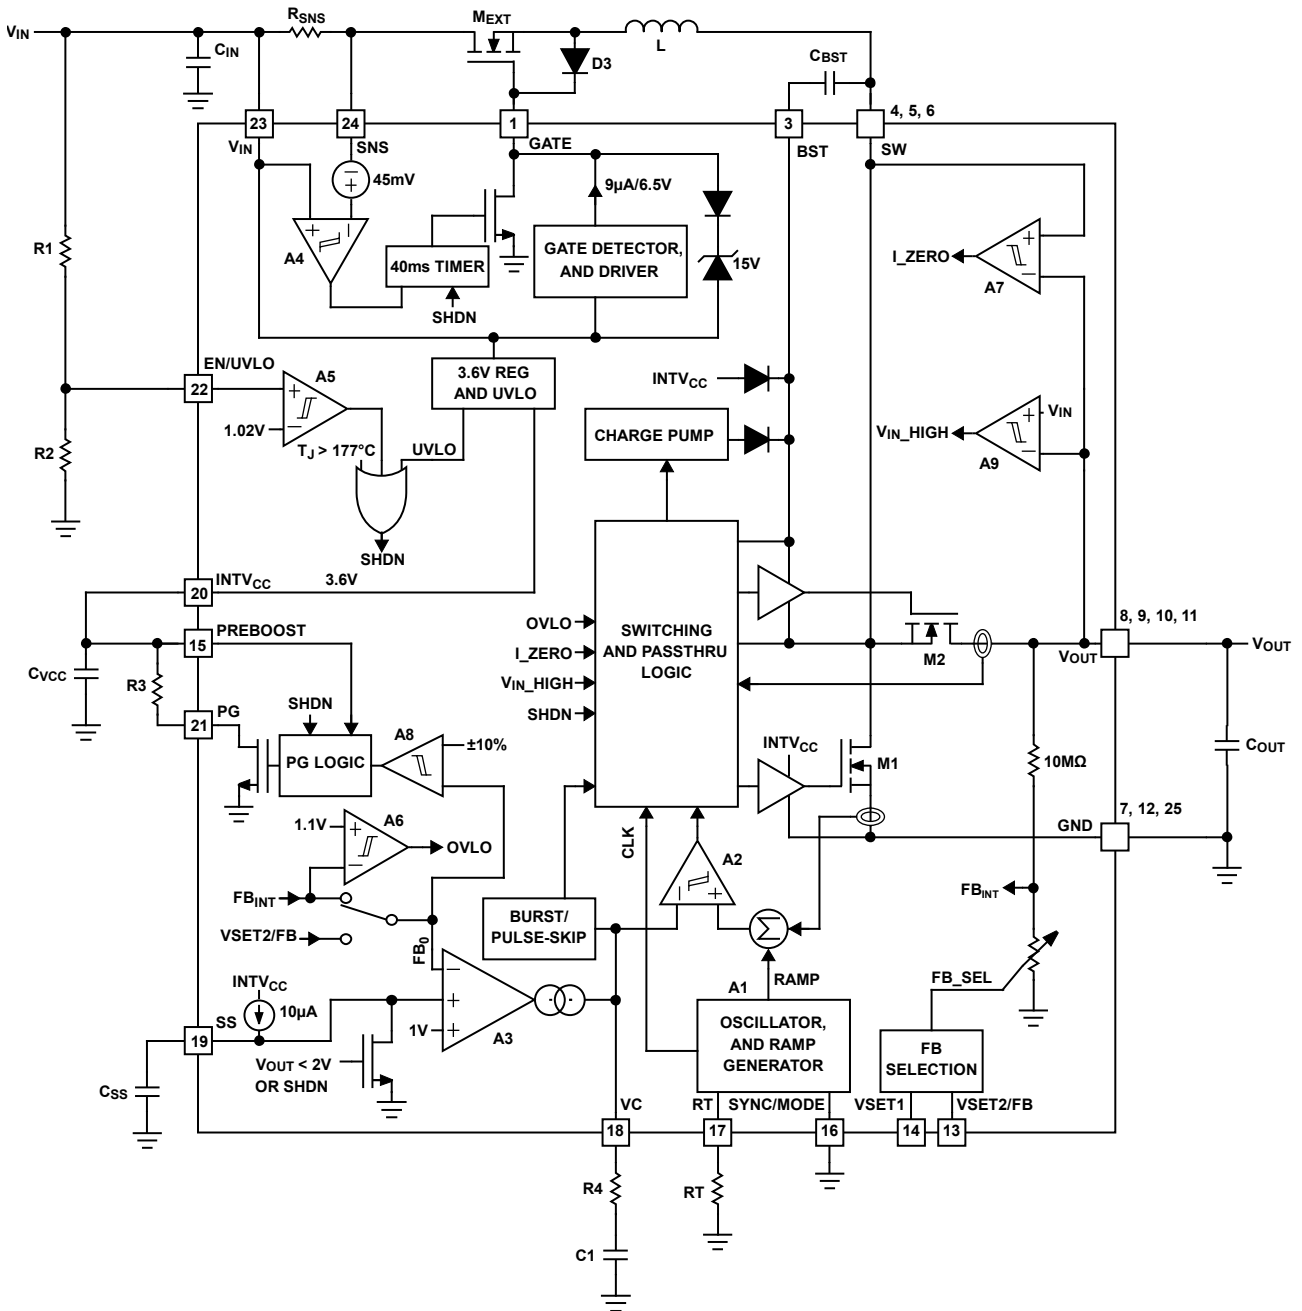 VIN
RSNS
MEXT
CIN
L
D3
CBST
23
24
1
3
4, 5, 6
VIN
SNS
GATE
BST
SW
45mV
9µA/6.5V
+
–
A4
40ms TIMER
SHDN
GATE DETECTOR,
AND DRIVER
15V
R1
I_ZERO
+
–
A7
EN/UVLO
22
A5
+
–
1.02V
3.6V REG
AND UVLO
INTVCC
CHARGE PUMP
VIN_HIGH
+
VIN
–
A9
R2
TJ > 177°C
UVLO
SHDN
20
INTVCC
3.6V
15
PREBOOST
OVLO
I_ZERO
VIN_HIGH
SHDN
SWITCHING
AND PASSTHRU
LOGIC
M2
8, 9, 10, 11
VOUT
VOUT
CVCC
R3
21
PG
SHDN
PG LOGIC
A8
±10%
INTVCC
M1
10MΩ
COUT
1.1V
+
–
A6
OVLO
CLK
A2
–
+
GND
7, 12, 25
FBINT
VSET2/FB
FB0
BURST/
PULSE-SKIP
Σ
FBINT
INTVCC
10µA
SS
19
–
+
1V
+
A3
RAMP
A1
OSCILLATOR,
AND RAMP
GENERATOR
FB_SEL
FB
SELECTION
CSS
VOUT < 2V
OR SHDN
VC
RT
SYNC/MODE
VSET1
VSET2/FB
18
17
16
14
13
R4
RT
C1